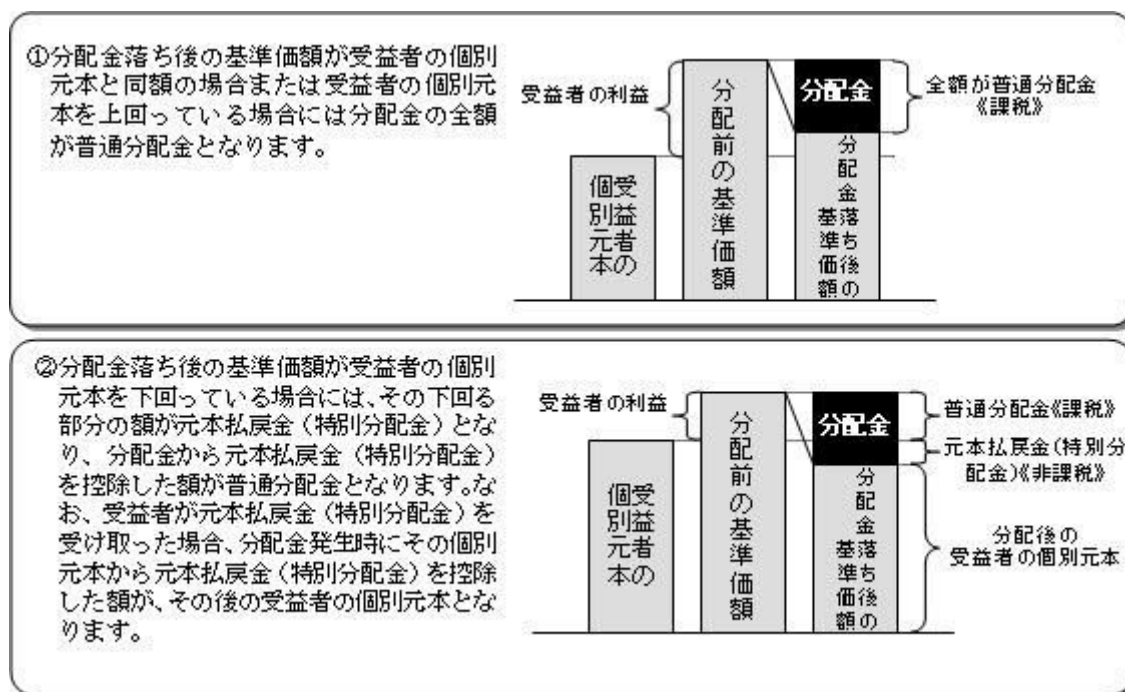 ①分配金落ち後の基準価額が受益者の個別
元本と同額の場合または受益者の個別元
本を上回っている場合には分配金の全額
が普通分配金となります。
受益者の利益
受益者の
個別元本
分配前の基準価額
分配金
分配金落ち後の
基準価額
全額が普通分配金
《課税》
②分配金落ち後の基準価額が受益者の個別
元本を下回っている場合には、その下回る
部分の額が元本払戻金（特別分配金）とな
り、分配金から元本払戻金（特別分配金）
を控除した額が普通分配金となります。な
お、受益者が元本払戻金（特別分配金）を
受け取った場合、分配金発生時にその個別
元本から元本払戻金（特別分配金）を控除
した額が、その後の受益者の個別元本とな
ります。
受益者の利益
受益者の
個別元本
分配前の基準価額
分配金
分配金落ち後の
基準価額
普通分配金《課税》
元本払戻金（特別分
配金）《非課税》
分配後の
受益者の個別元本